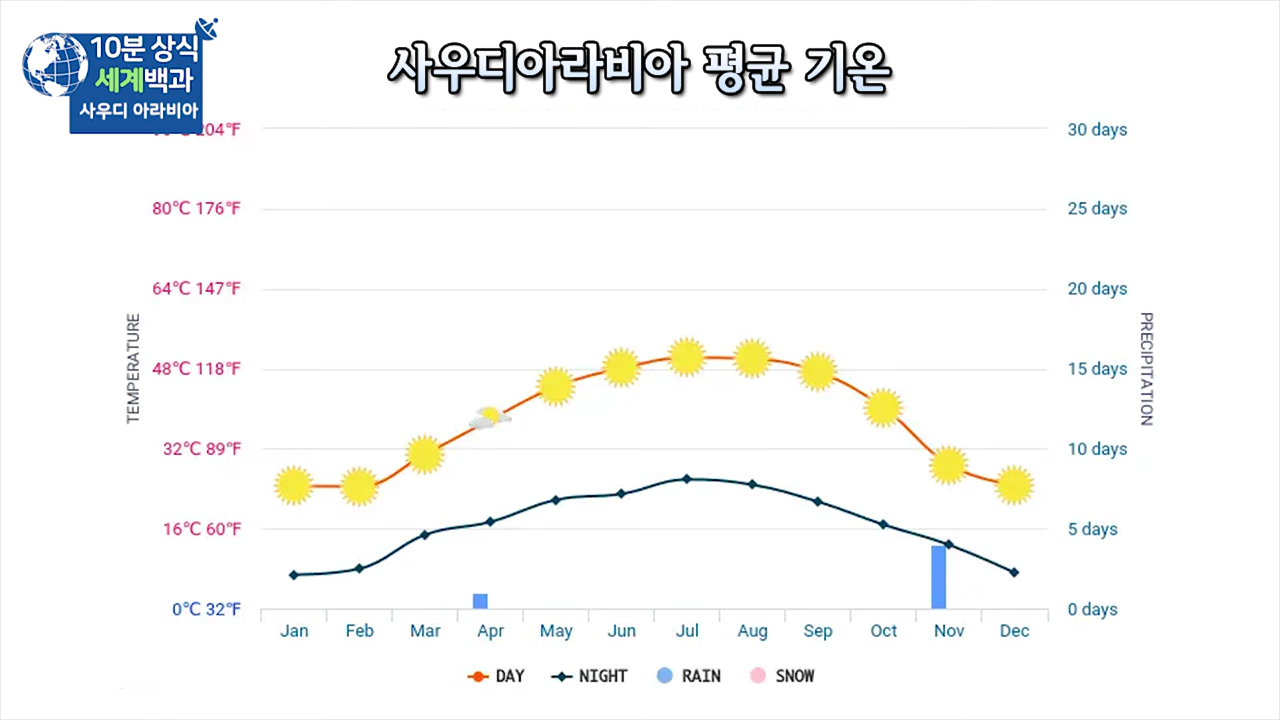 10분 상식
세계백과
사우디 아라비아
사우디아라비아 평균 기온
204°F
80°C 176°F
64°C 147°F
48°C 118°F
32°C 89°F
16°C 60°F
0°C 32°F
TEMPERATURE
30 days
25 days
20 days
15 days
10 days
5 days
0 days
PRECIPITATION
Jan Feb Mar Apr May Jun Jul Aug Sep Oct Nov Dec
DAY NIGHT RAIN SNOW